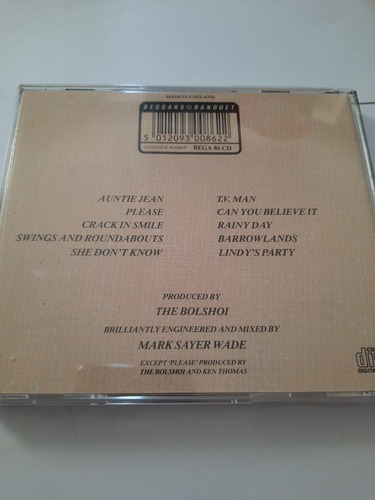 MADE IN ENGLAND
BEGGARS BANQUET
5 012093 008622
CATALOGUE NUMBER BEGA 86 CD
AUNTIE JEAN
PLEASE
CRACK IN SMILE
SWINGS AND ROUNDABOUTS
SHE DON'T KNOW
T.V. MAN
CAN YOU BELIEVE IT
RAINY DAY
BARROWLANDS
LINDY'S PARTY
PRODUCED BY
THE BOLSHOI
BRILLIANTLY ENGINEERED AND MIXED BY
MARK SAYER WADE
EXCEPT 'PLEASE' PRODUCED BY
THE BOLSHOI AND KEN THOMAS